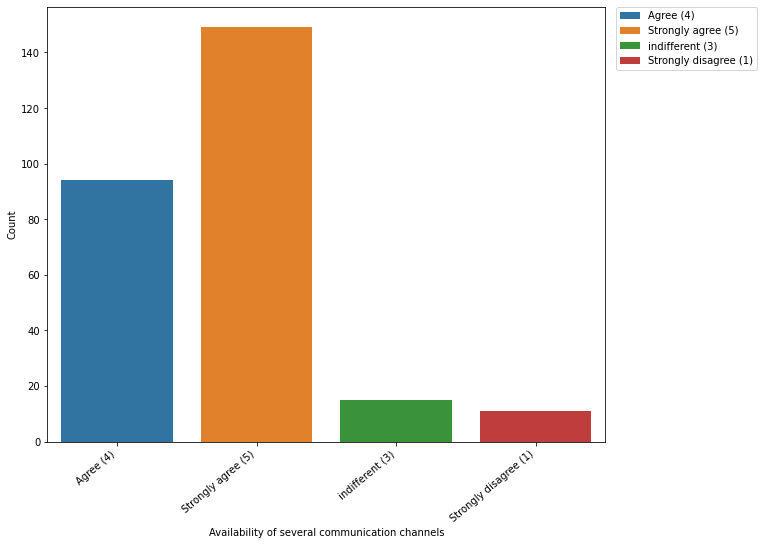 Agree (4)
Strongly agree (5)
indifferent (3)
Strongly disagree (1)
140
120
100
80
60
40
20
0
Count
Agree (4)
Strongly agree (5)
indifferent (3)
Strongly disagree (1)
Availability of several communication channels